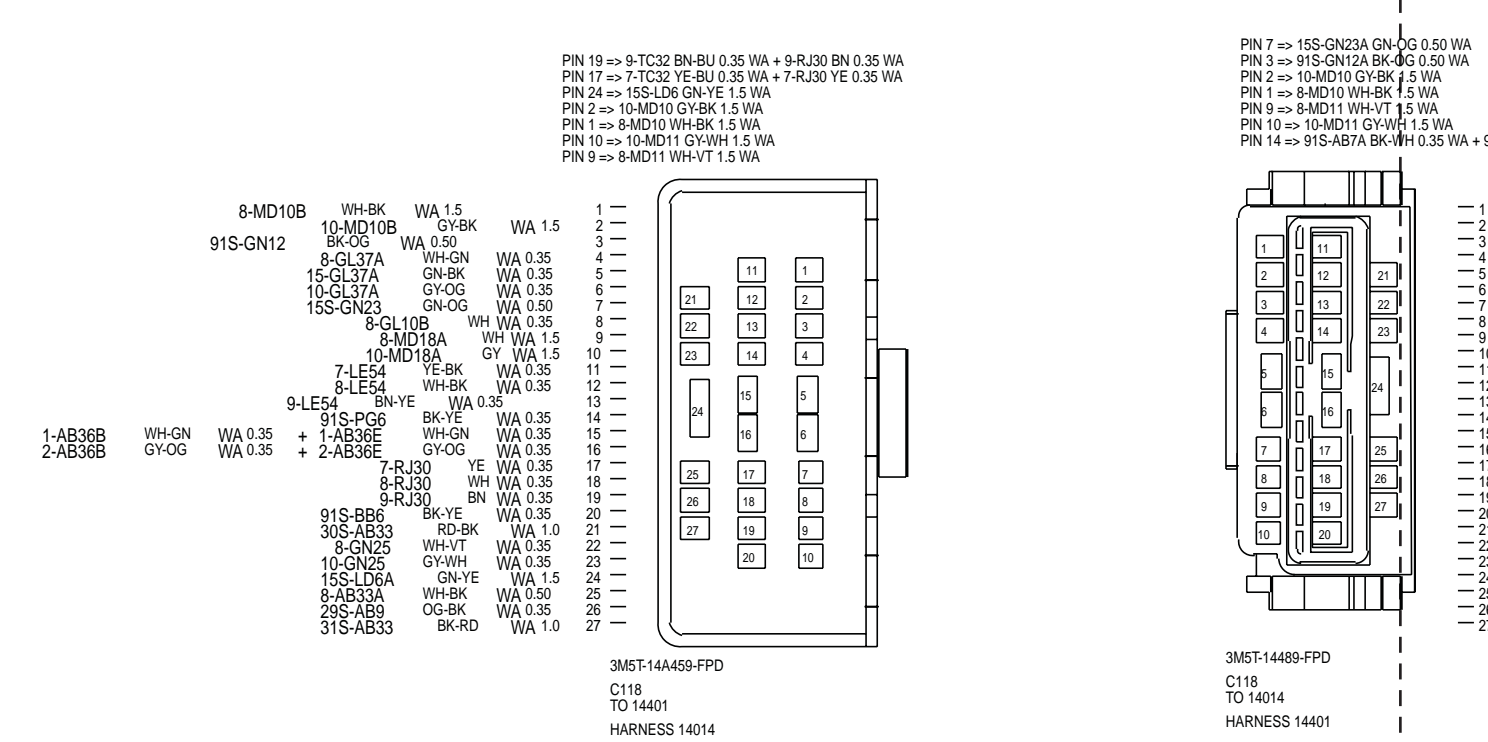 PIN 19 => 9-TC32 BN-BU 0.35 WA + 9-RJ30 BN 0.35 WA
PIN 17 => 7-TC32 YE-BU 0.35 WA + 7-RJ30 YE 0.35 WA
PIN 24 => 15S-LD6 GN-YE 1.5 WA
PIN 2 => 10-MD10 GY-BK 1.5 WA
PIN 1 => 8-MD10 WH-BK 1.5 WA
PIN 10 => 10-MD11 GY-WH 1.5 WA
PIN 9 => 8-MD11 WH-VT 1.5 WA
8-MD10B WH-BK WA 1.5 1
10-MD10B GY-BK WA 1.5 2
91S-GN12 BK-OG WA 0.50 3
8-GL37A WH-GN WA 0.35 4
15-GL37A GN-BK WA 0.35 5
10-GL37A GY-OG WA 0.35 6
15S-GN23 GN-OG WA 0.50 7
8-GL10B WH WA 0.35 8
8-MD18A WH WA 1.5 9
10-MD18A GY WA 1.5 10
7-LE54 YE-BK WA 0.35 11
8-LE54 WH-BK WA 0.35 12
9-LE54 BN-YE WA 0.35 13
91S-PG6 BK-YE WA 0.35 14
1-AB36B WH-GN WA 0.35 + 1-AB36E WH-GN WA 0.35 15
2-AB36B GY-OG WA 0.35 + 2-AB36E GY-OG WA 0.35 16
7-RJ30 YE WA 0.35 17
8-RJ30 WH WA 0.35 18
9-RJ30 BN WA 0.35 19
91S-BB6 BK-YE WA 0.35 20
30S-AB33 RD-BK WA 1.0 21
8-GN25 WH-VT WA 0.35 22
10-GN25 GY-WH WA 0.35 23
15S-LD6A GN-YE WA 1.5 24
8-AB33A WH-BK WA 0.50 25
29S-AB9 OG-BK WA 0.35 26
31S-AB33 BK-RD WA 1.0 27
11 1
21 12 2
22 13 3
23 14 4
24 15 5
16 6
25 17 7
26 18 8
27 19 9
20 10
3M5T-14A459-FPD
C118
TO 14401
HARNESS 14014
PIN 7 => 15S-GN23A GN-OG 0.50 WA
PIN 3 => 91S-GN12A BK-OG 0.50 WA
PIN 2 => 10-MD10 GY-BK 1.5 WA
PIN 1 => 8-MD10 WH-BK 1.5 WA
PIN 9 => 8-MD11 WH-VT 1.5 WA
PIN 10 => 10-MD11 GY-WH 1.5 WA
PIN 14 => 91S-AB7A BK-WH 0.35 WA + 9
1 11
2 12 21
3 13 22
4 14 23
5 15 24
6 16
7 17 25
8 18 26
9 19 27
10 20
1
2
3
4
5
6
7
8
9
3M5T-14489-FPD
C118
TO 14014
HARNESS 14401